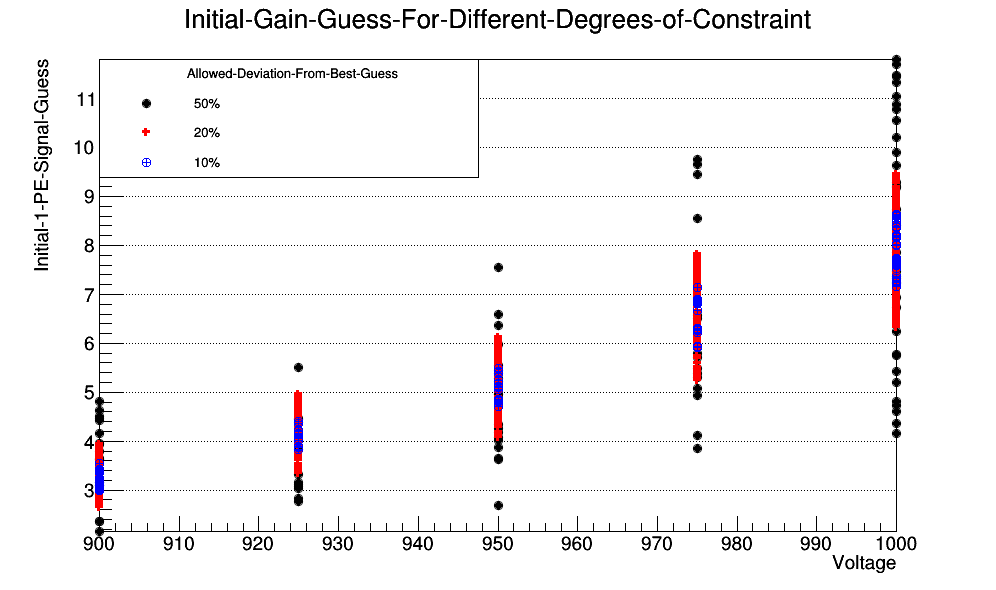 Initial-Gain-Guess-For-Different-Degrees-of-Constraint
Initial-1-PE-Signal-Guess
Allowed-Deviation-From-Best-Guess
50%
20%
10%
11
10
9
8
7
6
5
4
3
900 910 920 930 940 950 960 970 980 990 1000
Voltage